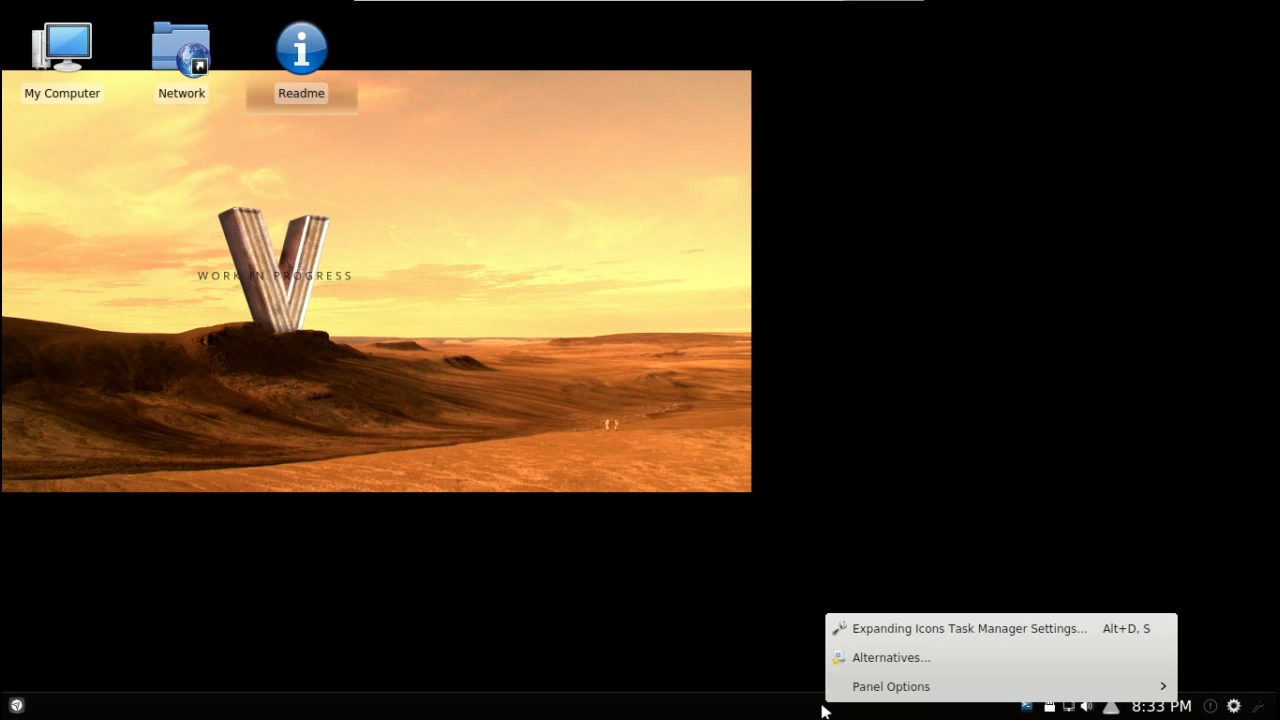 My Computer
Network
Readme
V
WORK IN PROGRESS
Expanding Icons Task Manager Settings... Alt+D, S
Alternatives...
Panel Options
8:33 PM